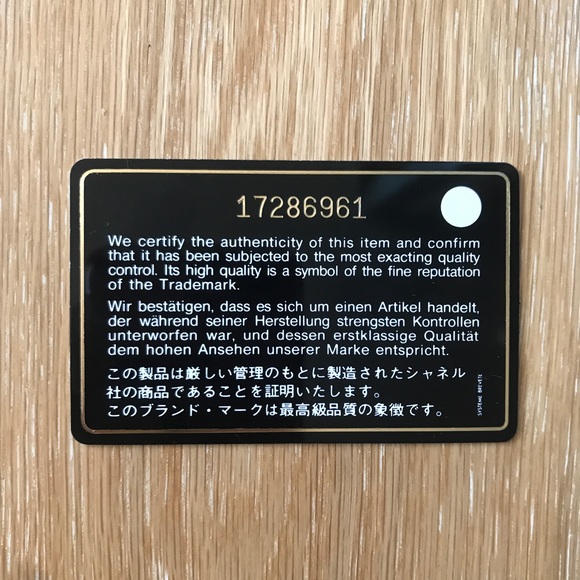 17286961
We certify the authenticity of this item and confirm
that it has been subjected to the most exacting quality
control. Its high quality is a symbol of the fine reputation
of the Trademark.
Wir bestätigen, dass es sich um einen Artikel handelt,
der während seiner Herstellung strengsten Kontrollen
unterworfen war, und dessen erstklassige Qualität
dem hohen Ansehen unserer Marke entspricht.
この製品は厳しい管理のもとに製造されたシャネル
社の商品であることを証明いたします。
このブランド・マークは最高級品質の象徴です。
SYSTEME BREVETE